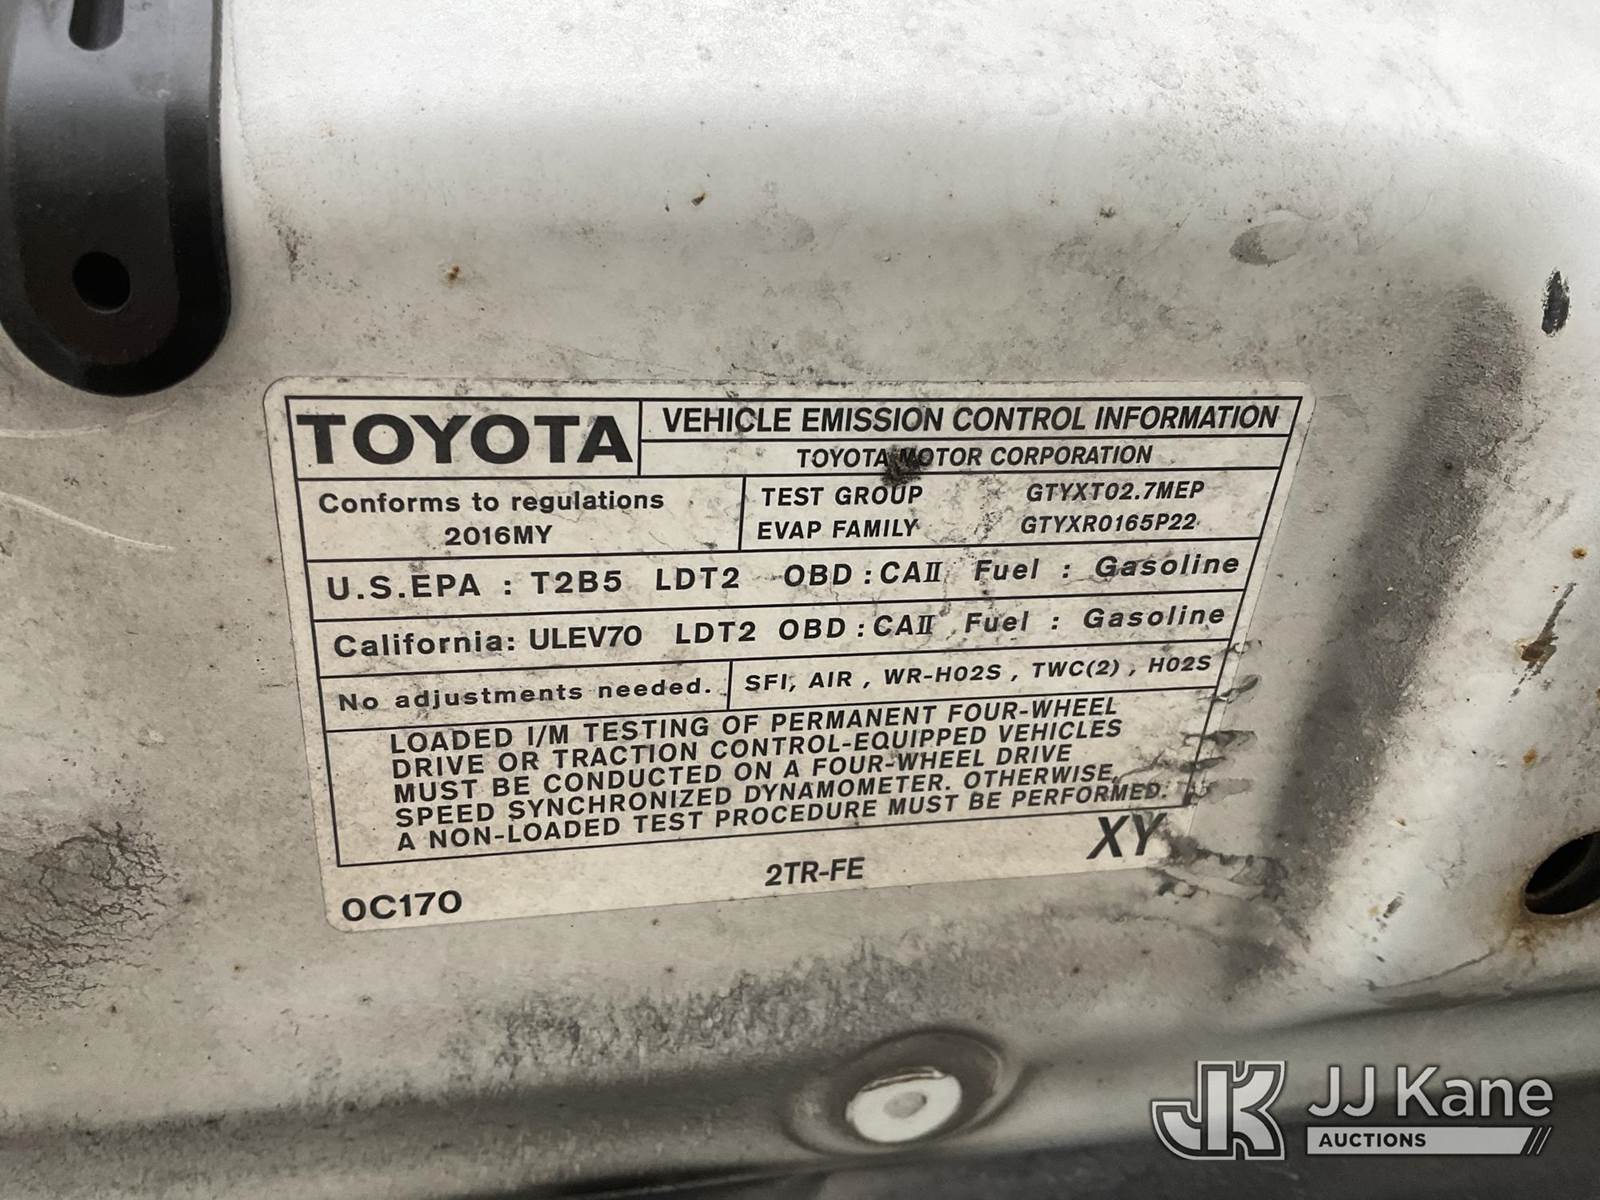 TOYOTA
VEHICLE EMISSION CONTROL INFORMATION
TOYOTA MOTOR CORPORATION
Conforms to regulations
2016MY
TEST GROUP GTYXT02.7MEP
EVAP FAMILY GTYXR0165P22
U.S.EPA : T2B5 LDT2 OBD : CAⅡ Fuel : Gasoline
California: ULEV70 LDT2 OBD : CAⅡ Fuel : Gasoline
No adjustments needed.
SFI, AIR , WR-HO2S , TWC(2) , HO2S
LOADED I/M TESTING OF PERMANENT FOUR-WHEEL
DRIVE OR TRACTION CONTROL-EQUIPPED VEHICLES
MUST BE CONDUCTED ON A FOUR-WHEEL DRIVE
SPEED SYNCHRONIZED DYNAMOMETER. OTHERWISE,
A NON-LOADED TEST PROCEDURE MUST BE PERFORMED.
XY
2TR-FE
0C170
JK JJ Kane
AUCTIONS